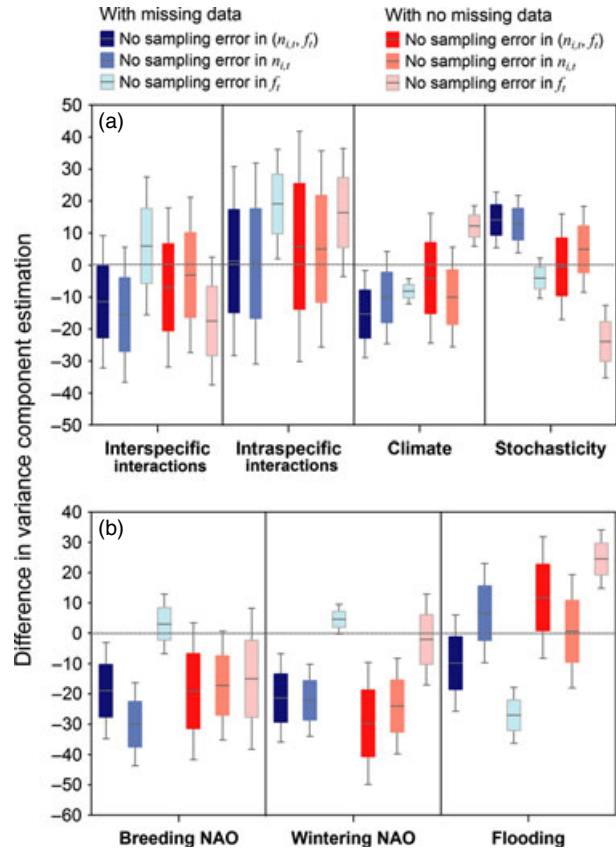 With missing data
No sampling error in (n_{i,t}, f_t)
No sampling error in n_{i,t}
No sampling error in f_t
With no missing data
No sampling error in (n_{i,t}, f_t)
No sampling error in n_{i,t}
No sampling error in f_t
Difference in variance component estimation
(a)
50
40
30
20
10
0
–10
–20
–30
–40
–50
Interspecific
interactions
Intraspecific
interactions
Climate
Stochasticity
(b)
40
30
20
10
0
–10
–20
–30
–40
–50
–60
Breeding NAO
Wintering NAO
Flooding